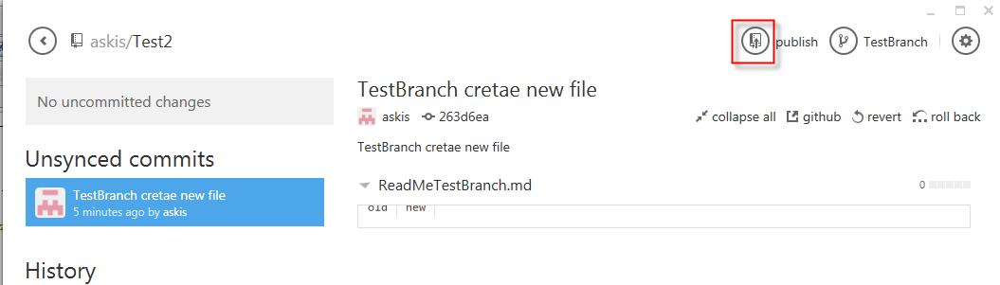 askis/Test2
publish
TestBranch
No uncommitted changes
Unsynced commits
TestBranch cretae new file
5 minutes ago by askis
History
TestBranch cretae new file
askis 263d6ea
collapse all github revert roll back
TestBranch cretae new file
ReadMeTestBranch.md
0
old new